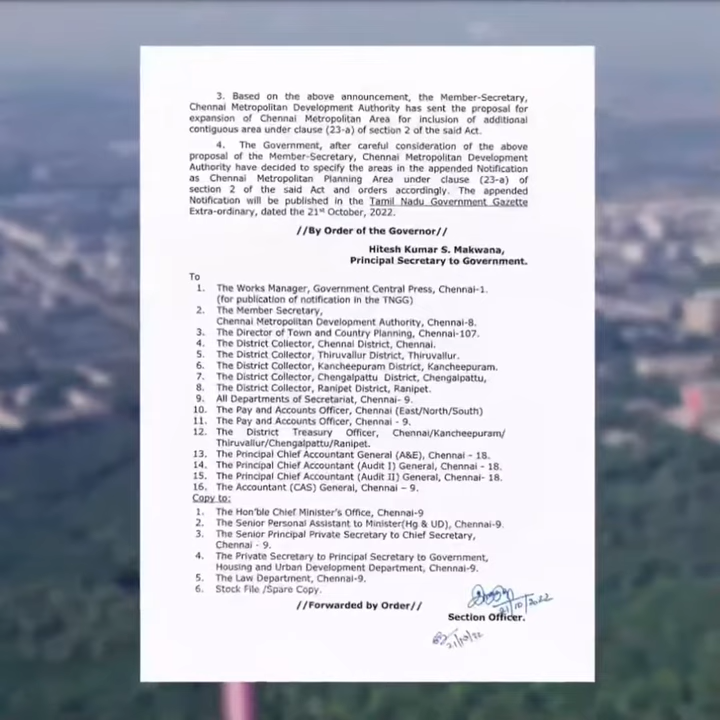 3. Based on the above announcement, the Member-Secretary,
Chennai Metropolitan Development Authority has sent the proposal for
expansion of Chennai Metropolitan Area for inclusion of additional
contiguous area under clause (23-a) of section 2 of the said Act.
4. The Government, after careful consideration of the above
proposal of the Member-Secretary, Chennai Metropolitan Development
Authority have decided to specify the areas in the appended Notification
as Chennai Metropolitan Planning Area under clause (23-a) of
section 2 of the said Act and orders accordingly. The appended
Notification will be published in the Tamil Nadu Government Gazette
Extra-ordinary, dated the 21st October, 2022.
//By Order of the Governor//
Hitesh Kumar S. Makwana,
Principal Secretary to Government.
To
1. The Works Manager, Government Central Press, Chennai-1.
(for publication of notification in the TNGG)
2. The Member Secretary,
Chennai Metropolitan Development Authority, Chennai-8.
3. The Director of Town and Country Planning, Chennai-107.
4. The District Collector, Chennai District, Chennai.
5. The District Collector, Thiruvallur District, Thiruvallur.
6. The District Collector, Kancheepuram District, Kancheepuram.
7. The District Collector, Chengalpattu District, Chengalpattu,
8. The District Collector, Ranipet District, Ranipet.
9. All Departments of Secretariat, Chennai- 9.
10. The Pay and Accounts Officer, Chennai (East/North/South)
11. The Pay and Accounts Officer, Chennai - 9.
12. The District Treasury Officer, Chennai/Kancheepuram/
Thiruvallur/Chengalpattu/Ranipet.
13. The Principal Chief Accountant General (A&E), Chennai - 18.
14. The Principal Chief Accountant (Audit I) General, Chennai - 18.
15. The Principal Chief Accountant (Audit II) General, Chennai- 18.
16. The Accountant (CAS) General, Chennai – 9.
Copy to:
1. The Hon'ble Chief Minister's Office, Chennai-9
2. The Senior Personal Assistant to Minister(Hg & UD), Chennai-9.
3. The Senior Principal Private Secretary to Chief Secretary,
Chennai - 9.
4. The Private Secretary to Principal Secretary to Government,
Housing and Urban Development Department, Chennai-9.
5. The Law Department, Chennai-9.
6. Stock File /Spare Copy.
//Forwarded by Order//
21/10/2022
Section Officer.
21/10/22